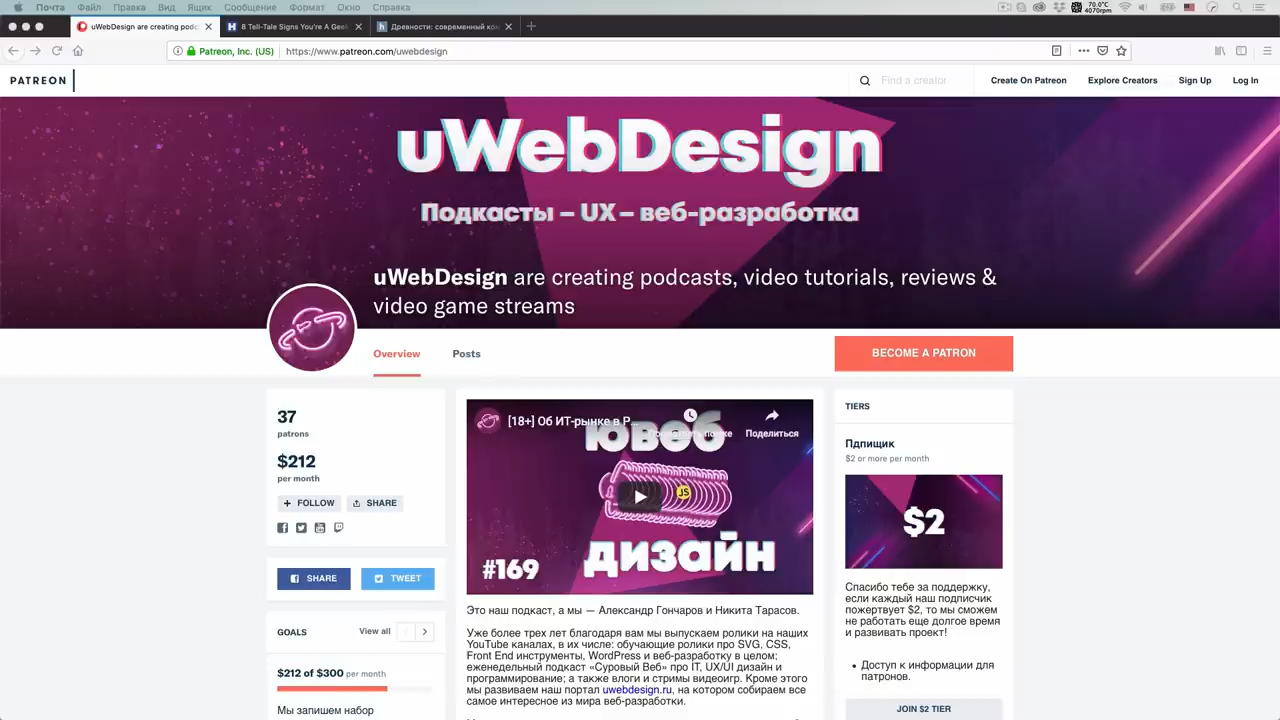 Почта Файл Правка Вид Ящик Сообщение Формат Окно Справка
70.0°C
4070rpm
uWebDesign are creating podc
8 Tell-Tale Signs You're A Geek
Древности: современный ком
Patreon, Inc. (US) https://www.patreon.com/uwebdesign
PATREON
Find a creator
Create On Patreon Explore Creators Sign Up Log In
uWebDesign
Подкасты – UX – веб-разработка
uWebDesign are creating podcasts, video tutorials, reviews &
video game streams
Overview Posts
BECOME A PATRON
37
patrons
$212
per month
FOLLOW SHARE
SHARE TWEET
GOALS View all
$212 of $300 per month
Мы запишем набор
[18+] Об ИТ-рынке в Р...
Поделиться
ювеб
JS
дизайн
#169
Это наш подкаст, а мы — Александр Гончаров и Никита Тарасов.
Уже более трех лет благодаря вам мы выпускаем ролики на наших
YouTube каналах, в их числе: обучающие ролики про SVG, CSS,
Front End инструменты, WordPress и веб-разработку в целом;
еженедельный подкаст «Суровый Веб» про IT, UX/UI дизайн и
программирование; а также влоги и стримы видеоигр. Кроме этого
мы развиваем наш портал uwebdesign.ru, на котором собираем все
самое интересное из мира веб-разработки.
TIERS
Пдпищик
$2 or more per month
$2
Спасибо тебе за поддержку,
если каждый наш подписчик
пожертвует $2, то мы сможем
не работать еще долгое время
и развивать проект!
• Доступ к информации для
патронов.
JOIN $2 TIER